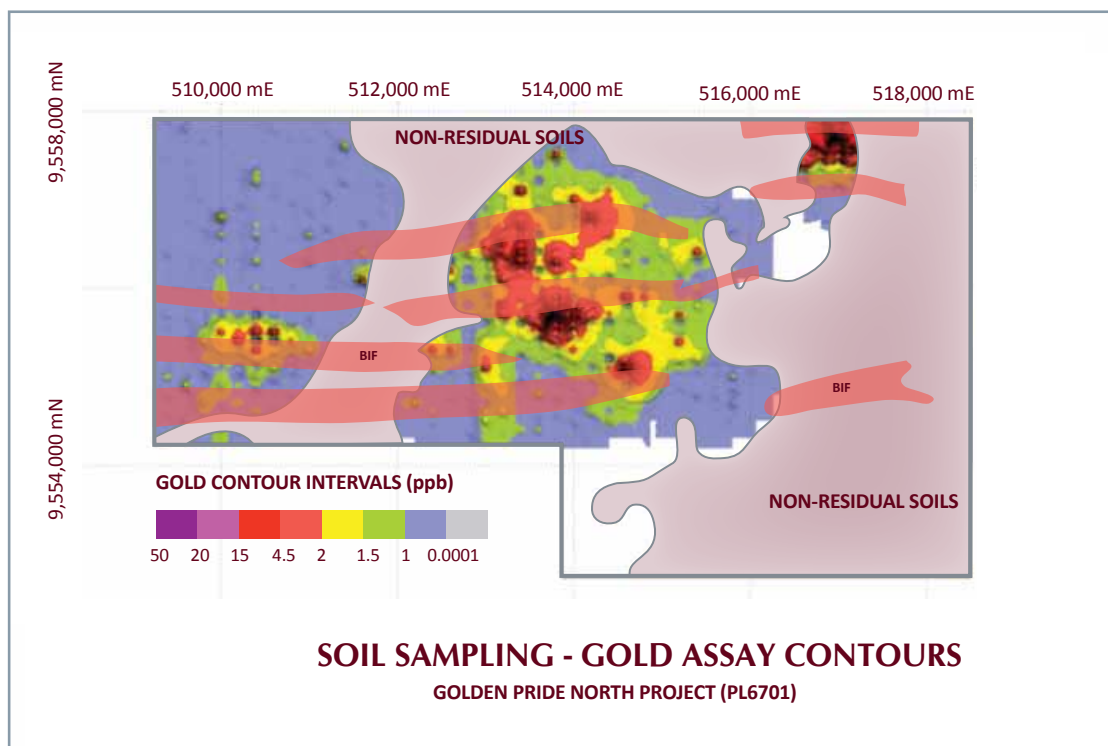 510,000 mE 512,000 mE 514,000 mE 516,000 mE 518,000 mE
9,558,000 mN
NON-RESIDUAL SOILS
BIF
BIF
9,554,000 mN
GOLD CONTOUR INTERVALS (ppb)
50 20 15 4.5 2 1.5 1 0.0001
NON-RESIDUAL SOILS
SOIL SAMPLING - GOLD ASSAY CONTOURS
GOLDEN PRIDE NORTH PROJECT (PL6701)